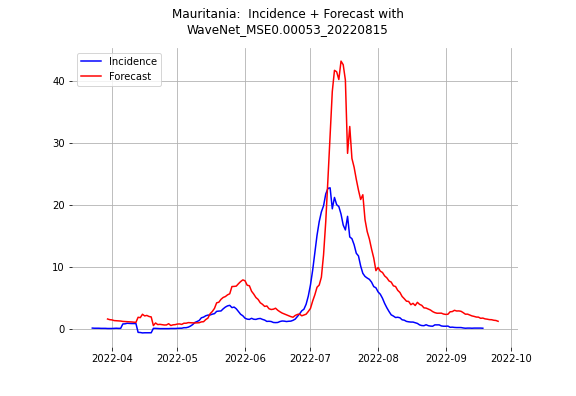 Mauritania:  Incidence + Forecast with
WaveNet_MSE0.00053_20220815
Incidence
Forecast
40
30
20
10
0
2022-04 2022-05 2022-06 2022-07 2022-08 2022-09 2022-10